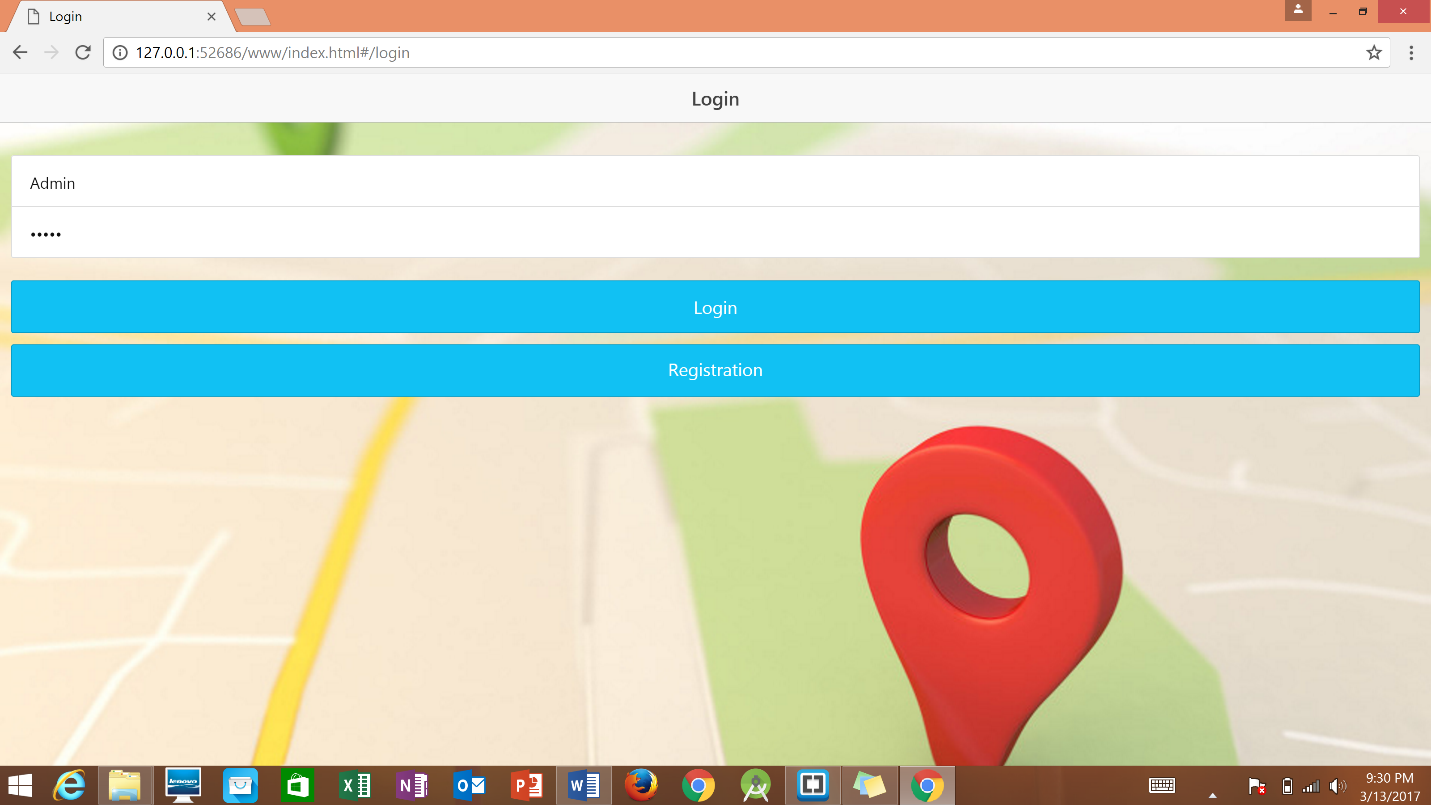 Login
127.0.0.1:52686/www/index.html#/login
Login
Admin
•••••
Login
Registration
lenovo
9:30 PM
3/13/2017